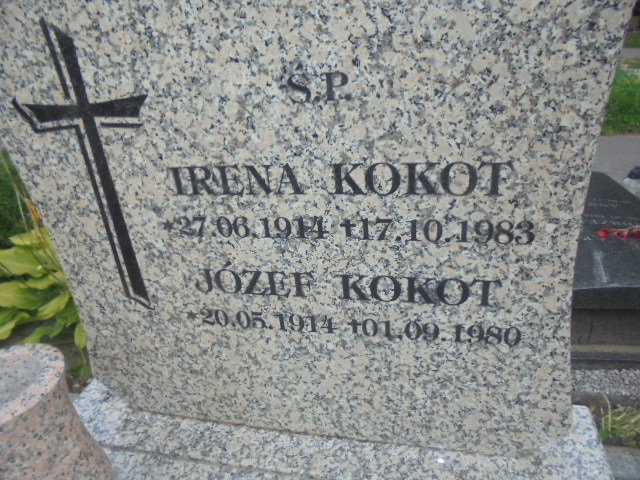 Ś.P.
IRENA KOKOT
*27.06.1914 †17.10.1983
JÓZEF KOKOT
*20.05.1914 †01.09.1980